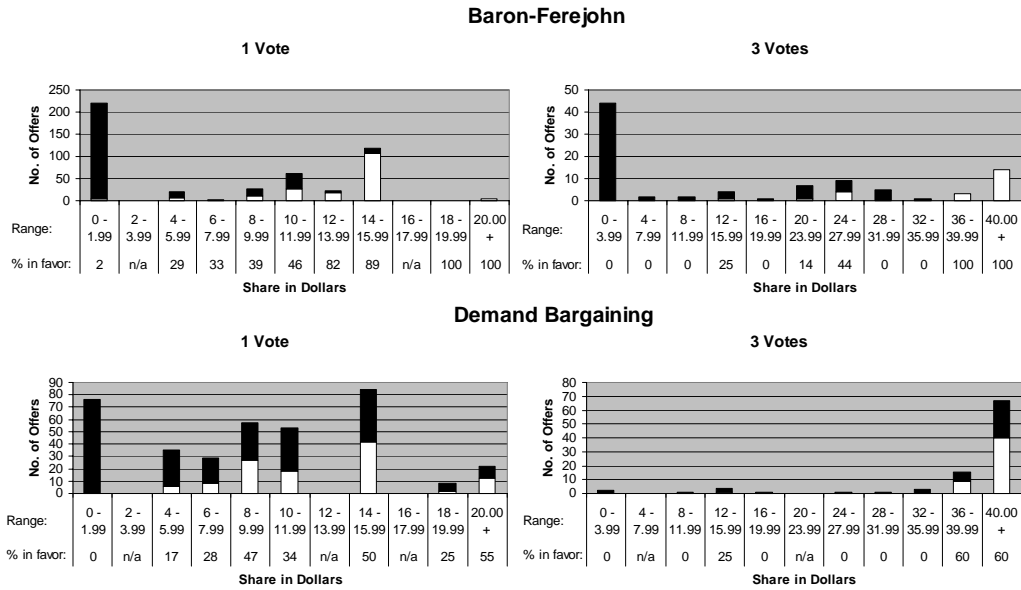 Baron-Ferejohn
1 Vote
No. of Offers
250
200
150
100
50
0
Range:
0 - 1.99
2 - 3.99
4 - 5.99
6 - 7.99
8 - 9.99
10 - 11.99
12 - 13.99
14 - 15.99
16 - 17.99
18 - 19.99
20.00 +
% in favor: 2 n/a 29 33 39 46 82 89 n/a 100 100
Share in Dollars
3 Votes
No. of Offers
50
40
30
20
10
0
Range:
0 - 3.99
4 - 7.99
8 - 11.99
12 - 15.99
16 - 19.99
20 - 23.99
24 - 27.99
28 - 31.99
32 - 35.99
36 - 39.99
40.00 +
% in favor: 0 0 0 25 0 14 44 0 0 100 100
Share in Dollars
Demand Bargaining
1 Vote
No. of Offers
90
80
70
60
50
40
30
20
10
0
Range:
0 - 1.99
2 - 3.99
4 - 5.99
6 - 7.99
8 - 9.99
10 - 11.99
12 - 13.99
14 - 15.99
16 - 17.99
18 - 19.99
20.00 +
% in favor: 0 n/a 17 28 47 34 n/a 50 n/a 25 55
Share in Dollars
3 Votes
No. of Offers
80
70
60
50
40
30
20
10
0
Range:
0 - 3.99
4 - 7.99
8 - 11.99
12 - 15.99
16 - 19.99
20 - 23.99
24 - 27.99
28 - 31.99
32 - 35.99
36 - 39.99
40.00 +
% in favor: 0 n/a 0 25 0 n/a 0 0 0 60 60
Share in Dollars